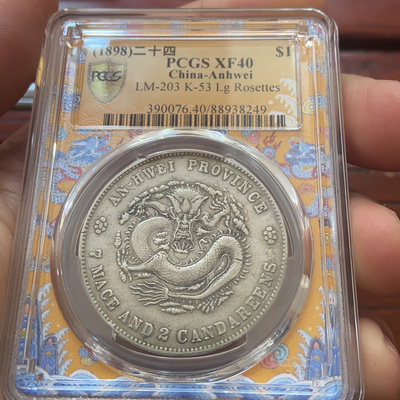 (1898)二十四 $1
PCGS XF40
China-Anhwei
LM-203 K-53 Lg Rosettes
390076.40/88938249
PCGS
AN-HWEI PROVINCE
7 MACE AND 2 CANDAREENS